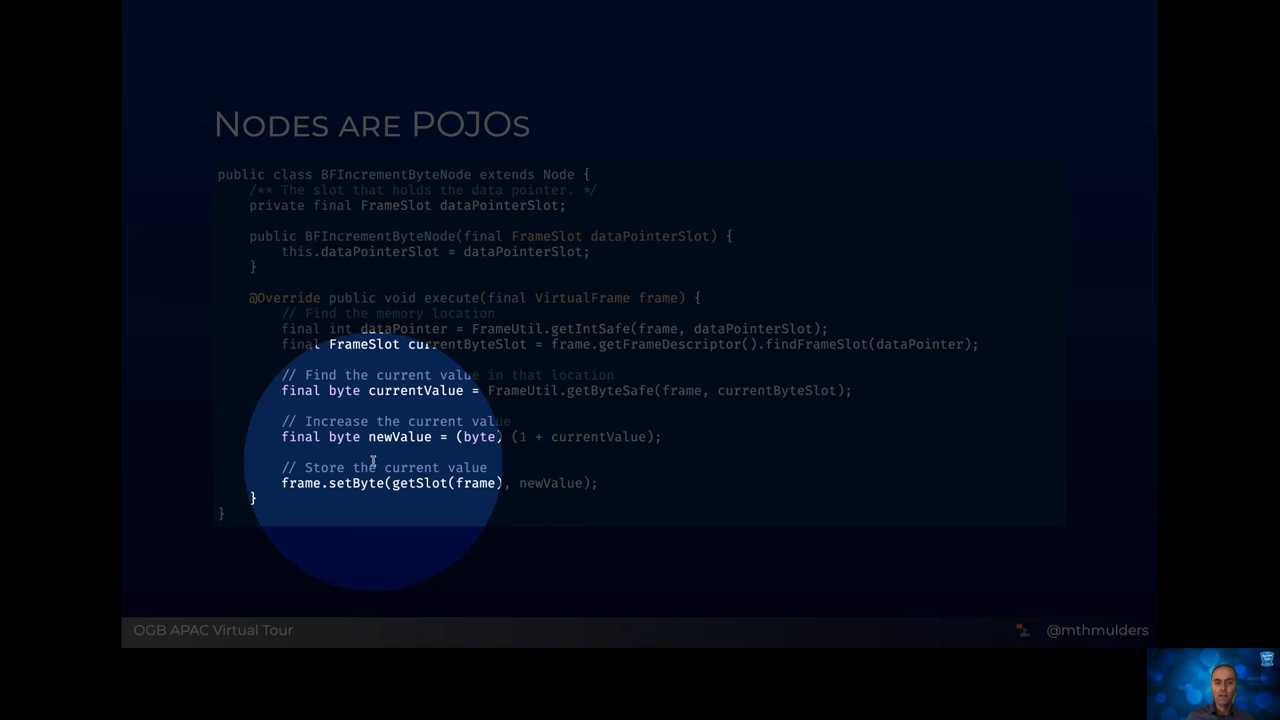 NODES ARE POJOS
public class BFIncrementByteNode extends Node {
/** The slot that holds the data pointer. */
private final FrameSlot dataPointerSlot;
public BFIncrementByteNode(final FrameSlot dataPointerSlot) {
this.dataPointerSlot = dataPointerSlot;
}
@Override public void execute(final VirtualFrame frame) {
// Find the memory location
final int dataPointer = FrameUtil.getIntSafe(frame, dataPointerSlot);
final FrameSlot currentByteSlot = frame.getFrameDescriptor().findFrameSlot(dataPointer);
// Find the current value in that location
final byte currentValue = FrameUtil.getByteSafe(frame, currentByteSlot);
// Increase the current value
final byte newValue = (byte) (1 + currentValue);
// Store the current value
frame.setByte(getSlot(frame), newValue);
}
}
OGB APAC Virtual Tour
@mthmulders